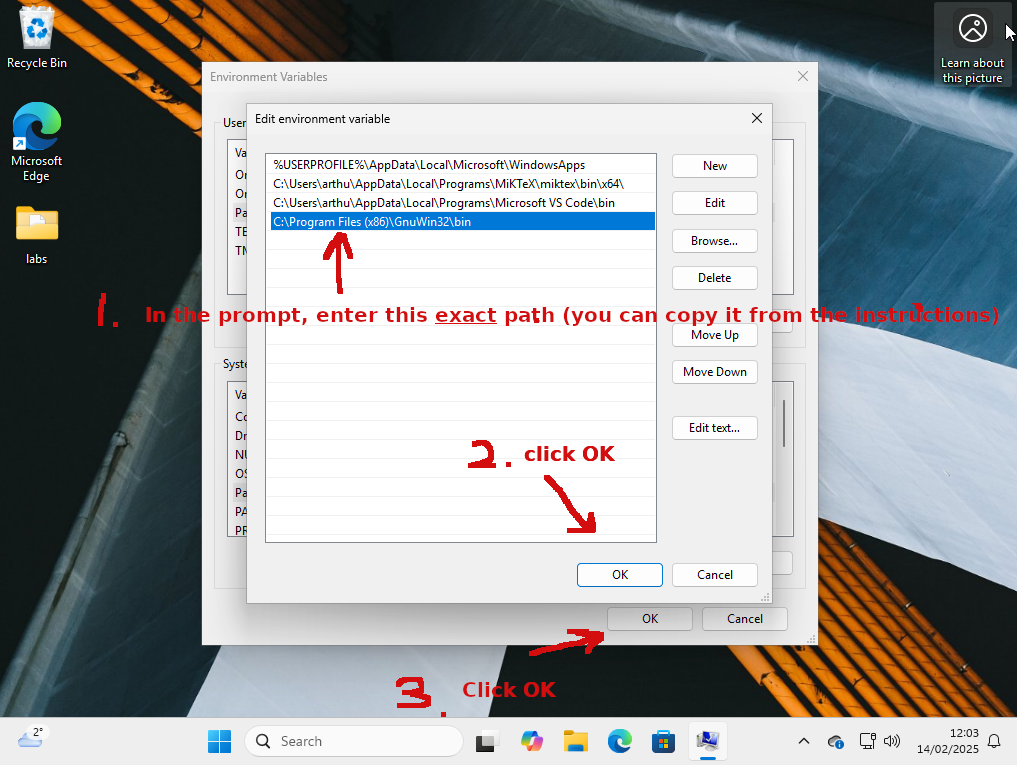 Recycle Bin
Learn about
this picture
Microsoft
Edge
labs
Environment Variables
User
Va
On
On
Pa
TE
TM
Edit environment variable
%USERPROFILE%\AppData\Local\Microsoft\WindowsApps
C:\Users\arthu\AppData\Local\Programs\MiKTeX\miktex\bin\x64\
C:\Users\arthu\AppData\Local\Programs\Microsoft VS Code\bin
C:\Program Files (x86)\GnuWin32\bin
New
Edit
Browse...
Delete
1. In the prompt, enter this exact path (you can copy it from the instructions)
Move Up
Move Down
Edit text...
Syste
Va
Co
Dr
NU
OS
Pa
PA
PR
2. click OK
OK
Cancel
OK
Cancel
3. Click OK
2°
Search
12:03
14/02/2025